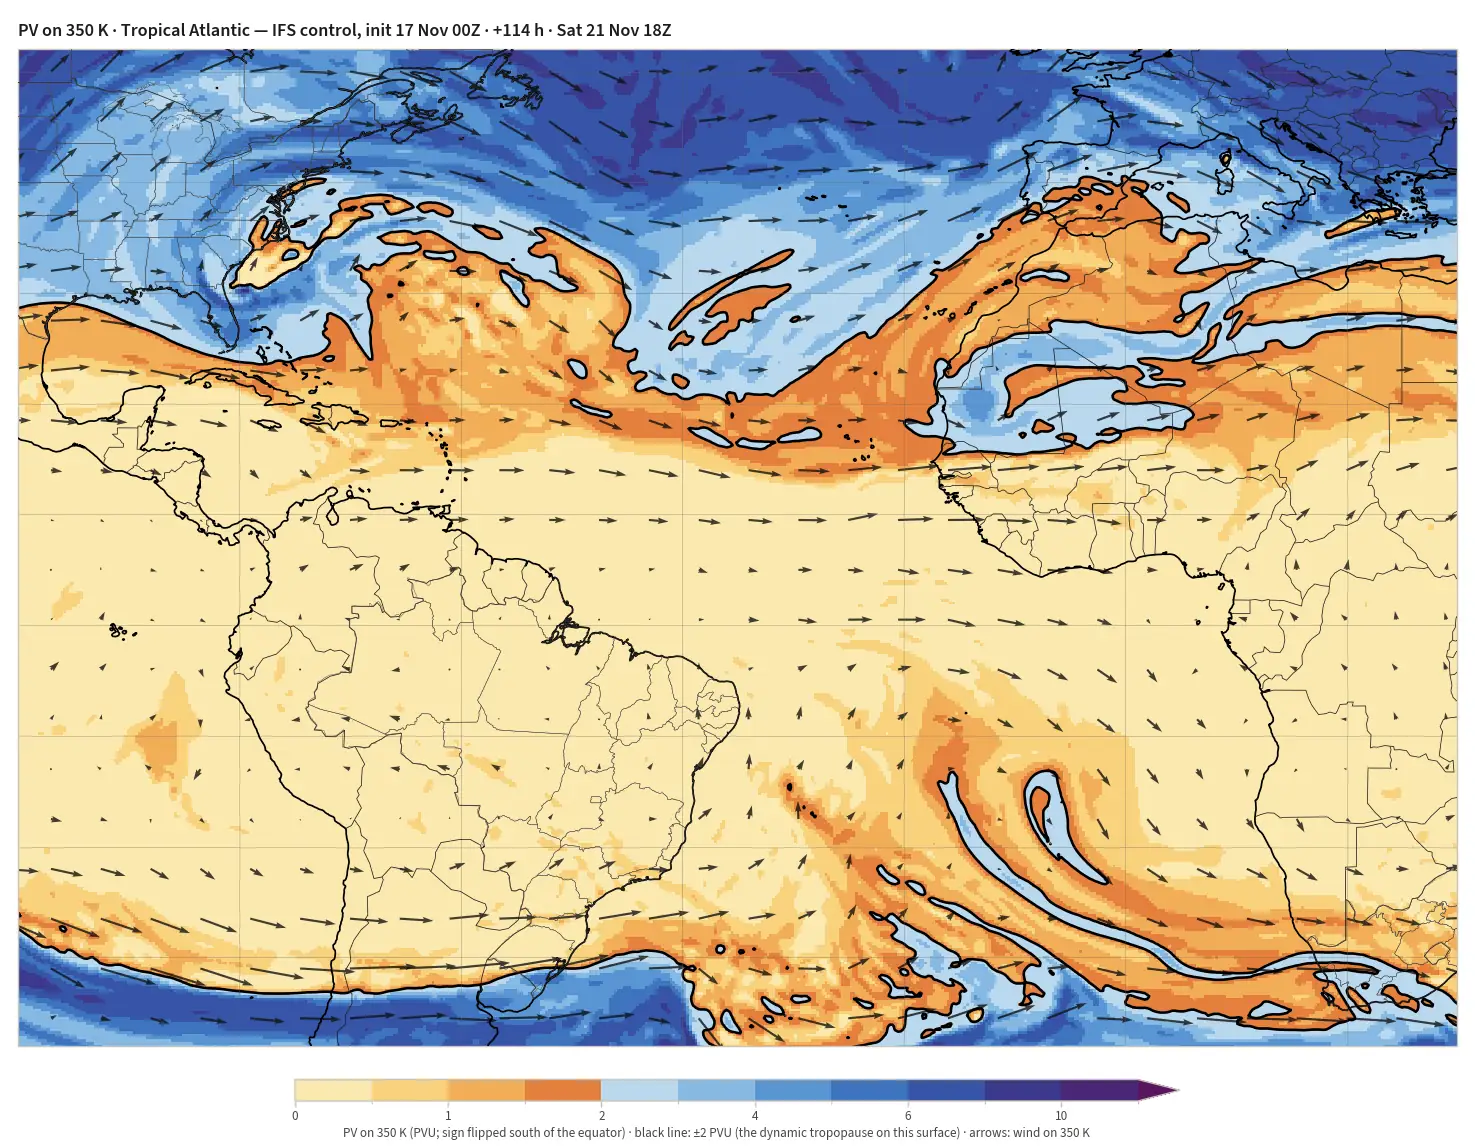 PV on 350 K · Tropical Atlantic — IFS control, init 17 Nov 00Z · +114 h · Sat 21 Nov 18Z
0 1 2 4 6 10
PV on 350 K (PVU; sign flipped south of the equator) · black line: ±2 PVU (the dynamic tropopause on this surface) · arrows: wind on 350 K